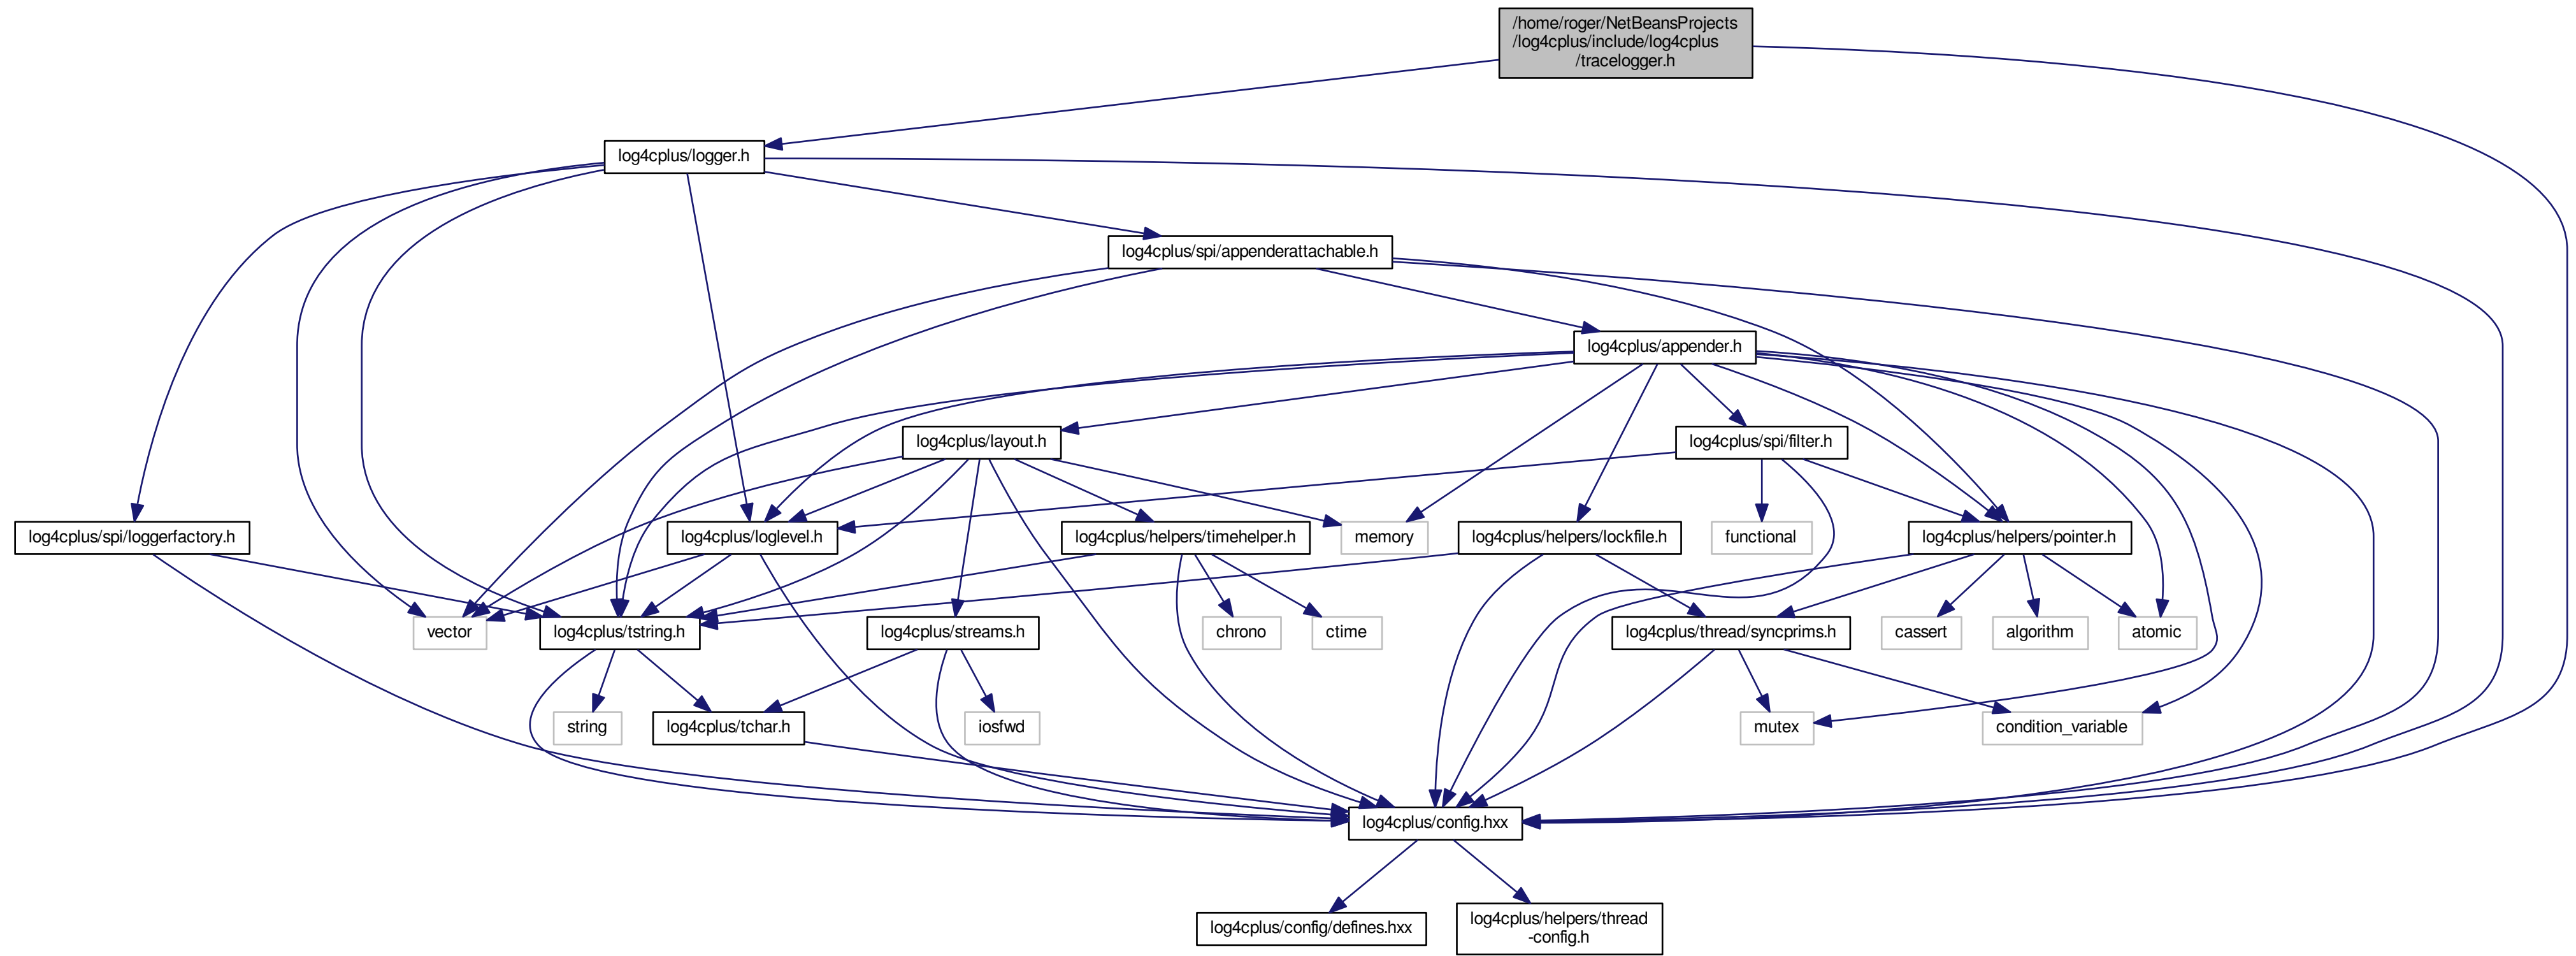 /home/roger/NetBeansProjects
/log4cplus/include/log4cplus
/tracelogger.h
log4cplus/logger.h
log4cplus/spi/appenderattachable.h
log4cplus/appender.h
log4cplus/layout.h
log4cplus/spi/filter.h
log4cplus/spi/loggerfactory.h
log4cplus/loglevel.h
log4cplus/helpers/timehelper.h
memory
log4cplus/helpers/lockfile.h
functional
log4cplus/helpers/pointer.h
vector
log4cplus/tstring.h
log4cplus/streams.h
chrono
ctime
log4cplus/thread/syncprims.h
cassert
algorithm
atomic
string
log4cplus/tchar.h
iosfwd
mutex
condition_variable
log4cplus/config.hxx
log4cplus/config/defines.hxx
log4cplus/helpers/thread
-config.h